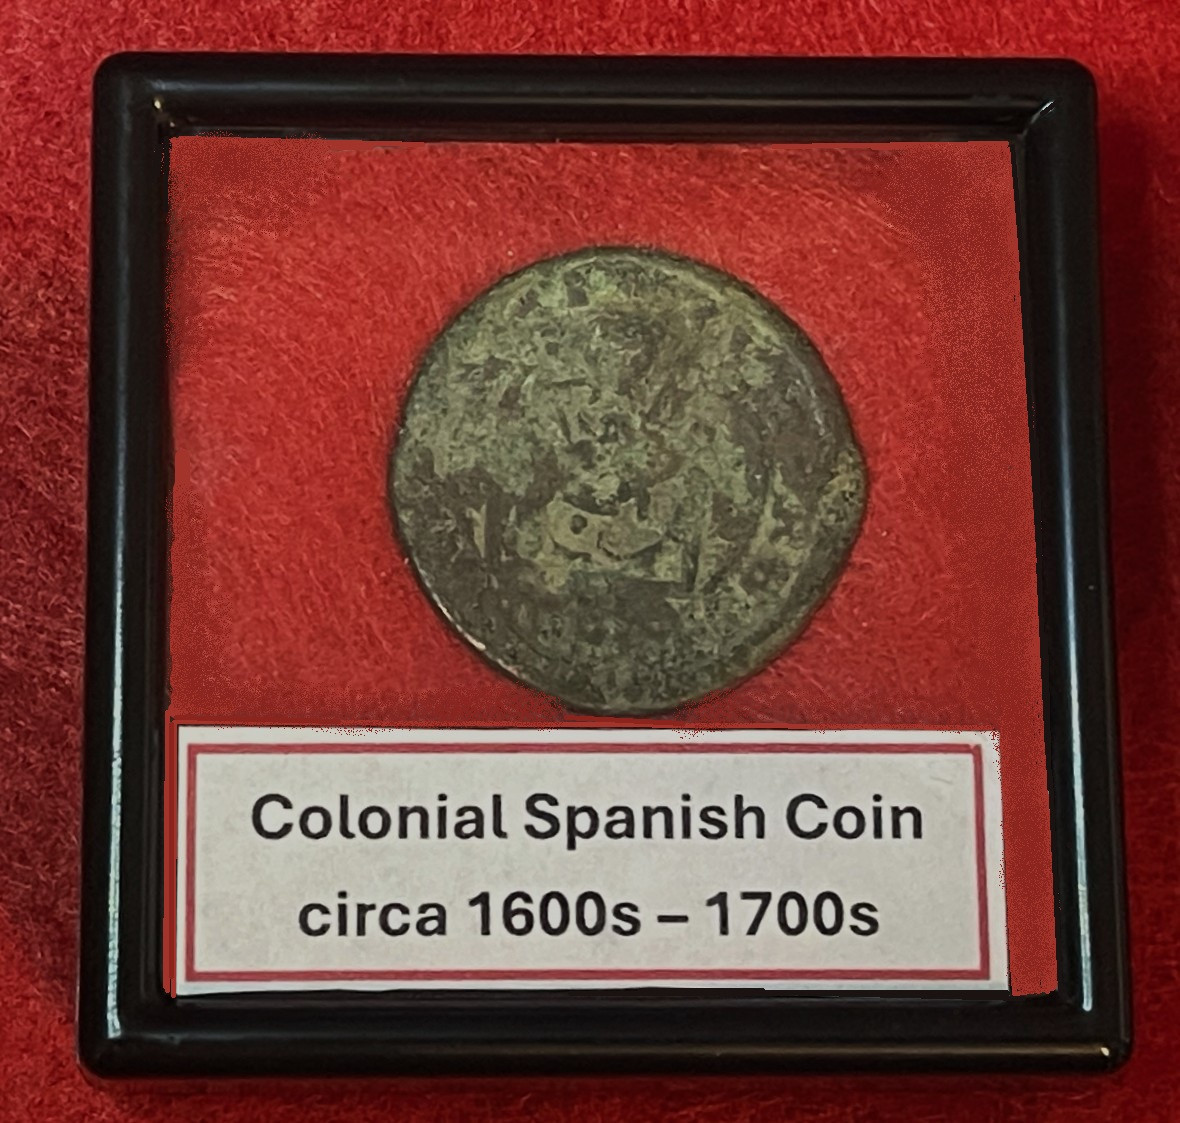 Colonial Spanish Coin
circa 1600s – 1700s